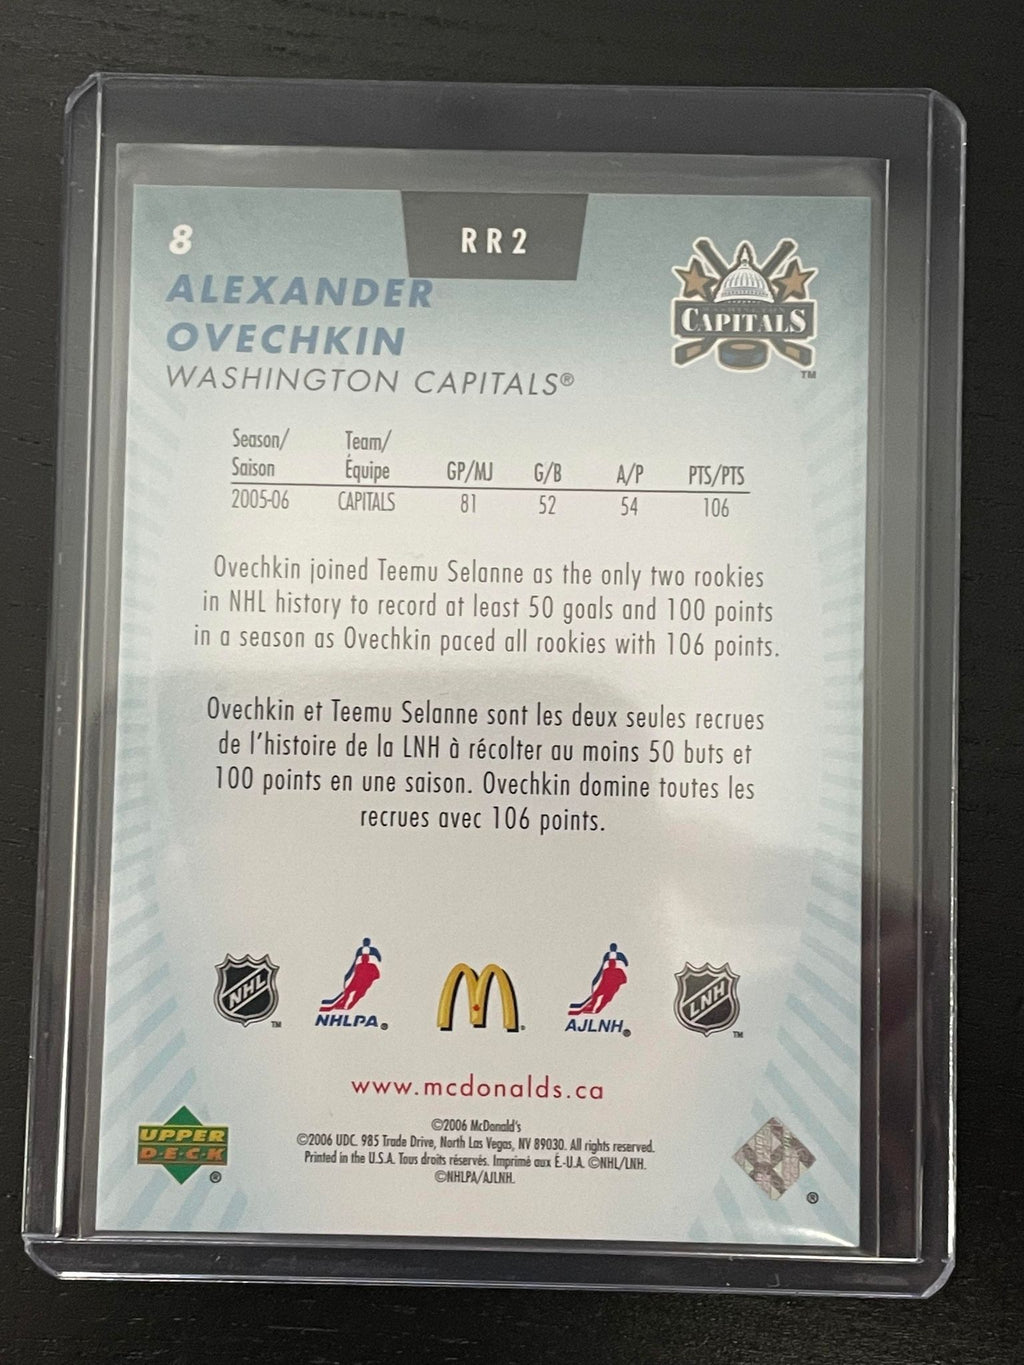 8
RR2
ALEXANDER
OVECHKIN
WASHINGTON CAPITALS®
CAPITALS
TM
Season/ Team/
Saison Équipe GP/MJ G/B A/P PTS/PTS
2005-06 CAPITALS 81 52 54 106
Ovechkin joined Teemu Selanne as the only two rookies
in NHL history to record at least 50 goals and 100 points
in a season as Ovechkin paced all rookies with 106 points.
Ovechkin et Teemu Selanne sont les deux seules recrues
de l'histoire de la LNH à récolter au moins 50 buts et
100 points en une saison. Ovechkin domine toutes les
recrues avec 106 points.
NHL TM
NHLPA®
M®
AJLNH®
LNH TM
www.mcdonalds.ca
©2006 McDonald's
©2006 UDC. 985 Trade Drive, North Las Vegas, NV 89030. All rights reserved.
Printed in the U.S.A. Tous droits réservés. Imprimé aux É.-U.A. ©NHL/LNH.
©NHLPA/AJLNH.
UPPER
D·E·C·K
®
®